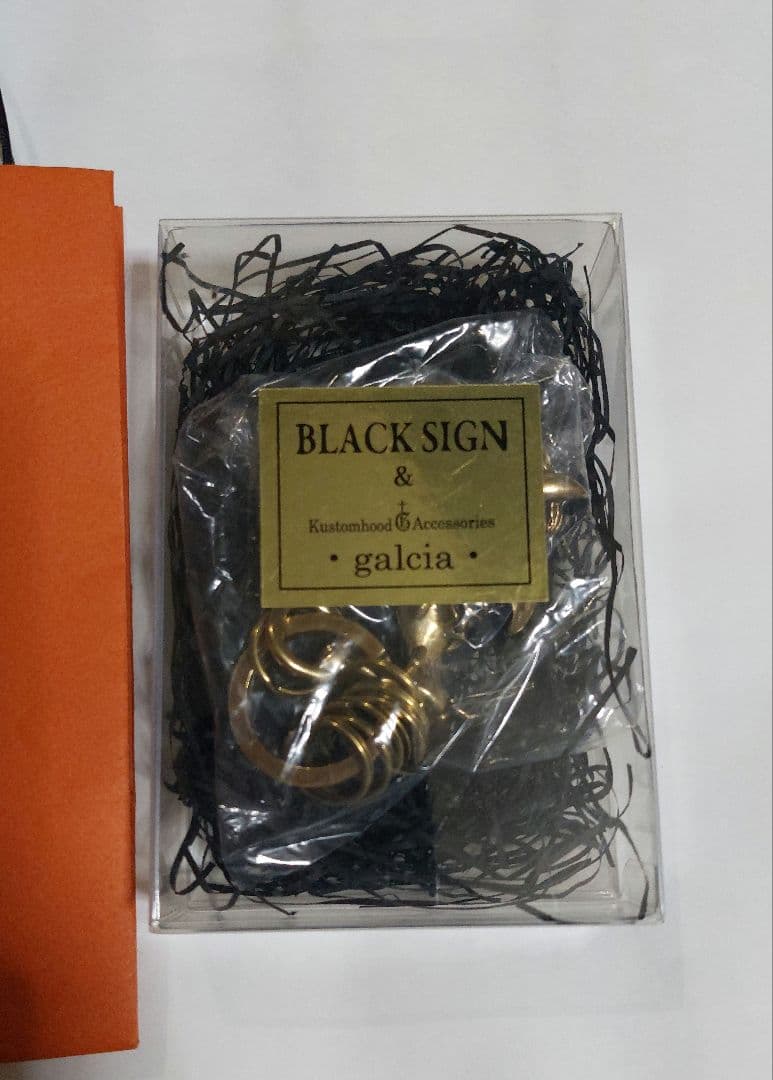 BLACK SIGN
&
Kustomhood G Accessories
• galcia •